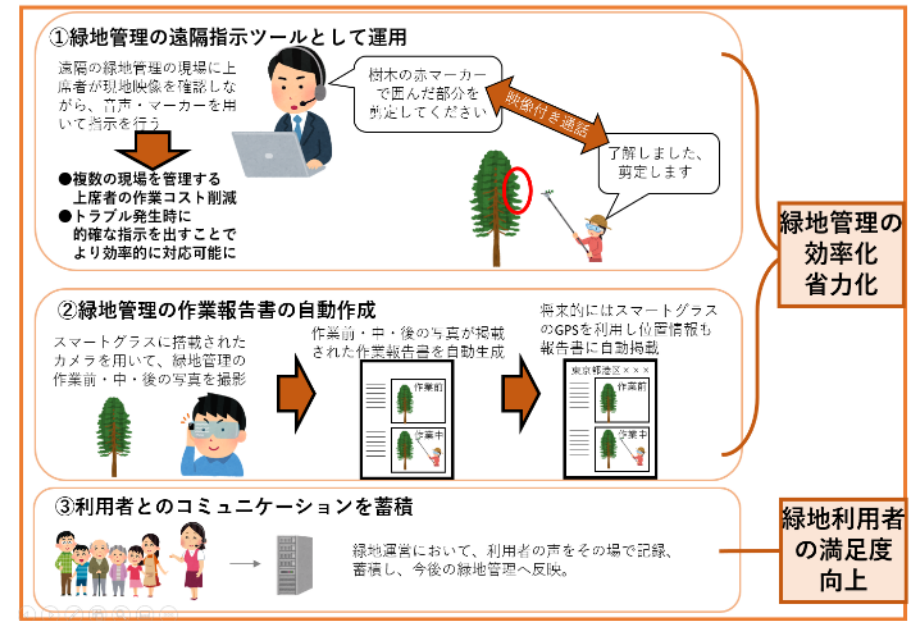 ①緑地管理の遠隔指示ツールとして運用
遠隔の緑地管理の現場に上
席者が現地映像を確認しな
がら、音声・マーカーを用
いて指示を行う
樹木の赤マーカー
で囲んだ部分を
剪定してください
映像付き通話
了解しました、
剪定します
●複数の現場を管理する
上席者の作業コスト削減
●トラブル発生時に
的確な指示を出すことで
より効率的に対応可能に
緑地管理の
効率化
省力化
②緑地管理の作業報告書の自動作成
スマートグラスに搭載された
カメラを用いて、緑地管理の
作業前・中・後の写真を撮影
作業前・中・後の写真が掲載
された作業報告書を自動生成
作業前
作業中
将来的にはスマートグラス
のGPSを利用し位置情報も
報告書に自動掲載
東京都港区×××
作業前
作業中
③利用者とのコミュニケーションを蓄積
緑地運営において、利用者の声をその場で記録、
蓄積し、今後の緑地管理へ反映。
緑地利用者
の満足度
向上